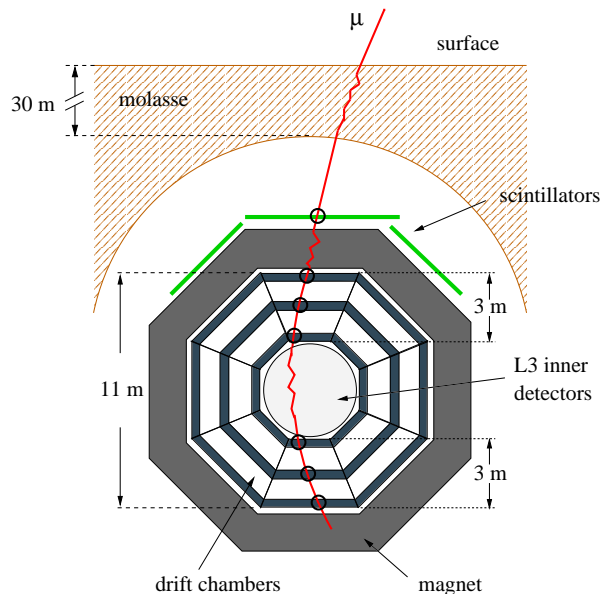 μ
surface
30 m
molasse
scintillators
3 m
11 m
L3 inner
detectors
3 m
drift chambers
magnet